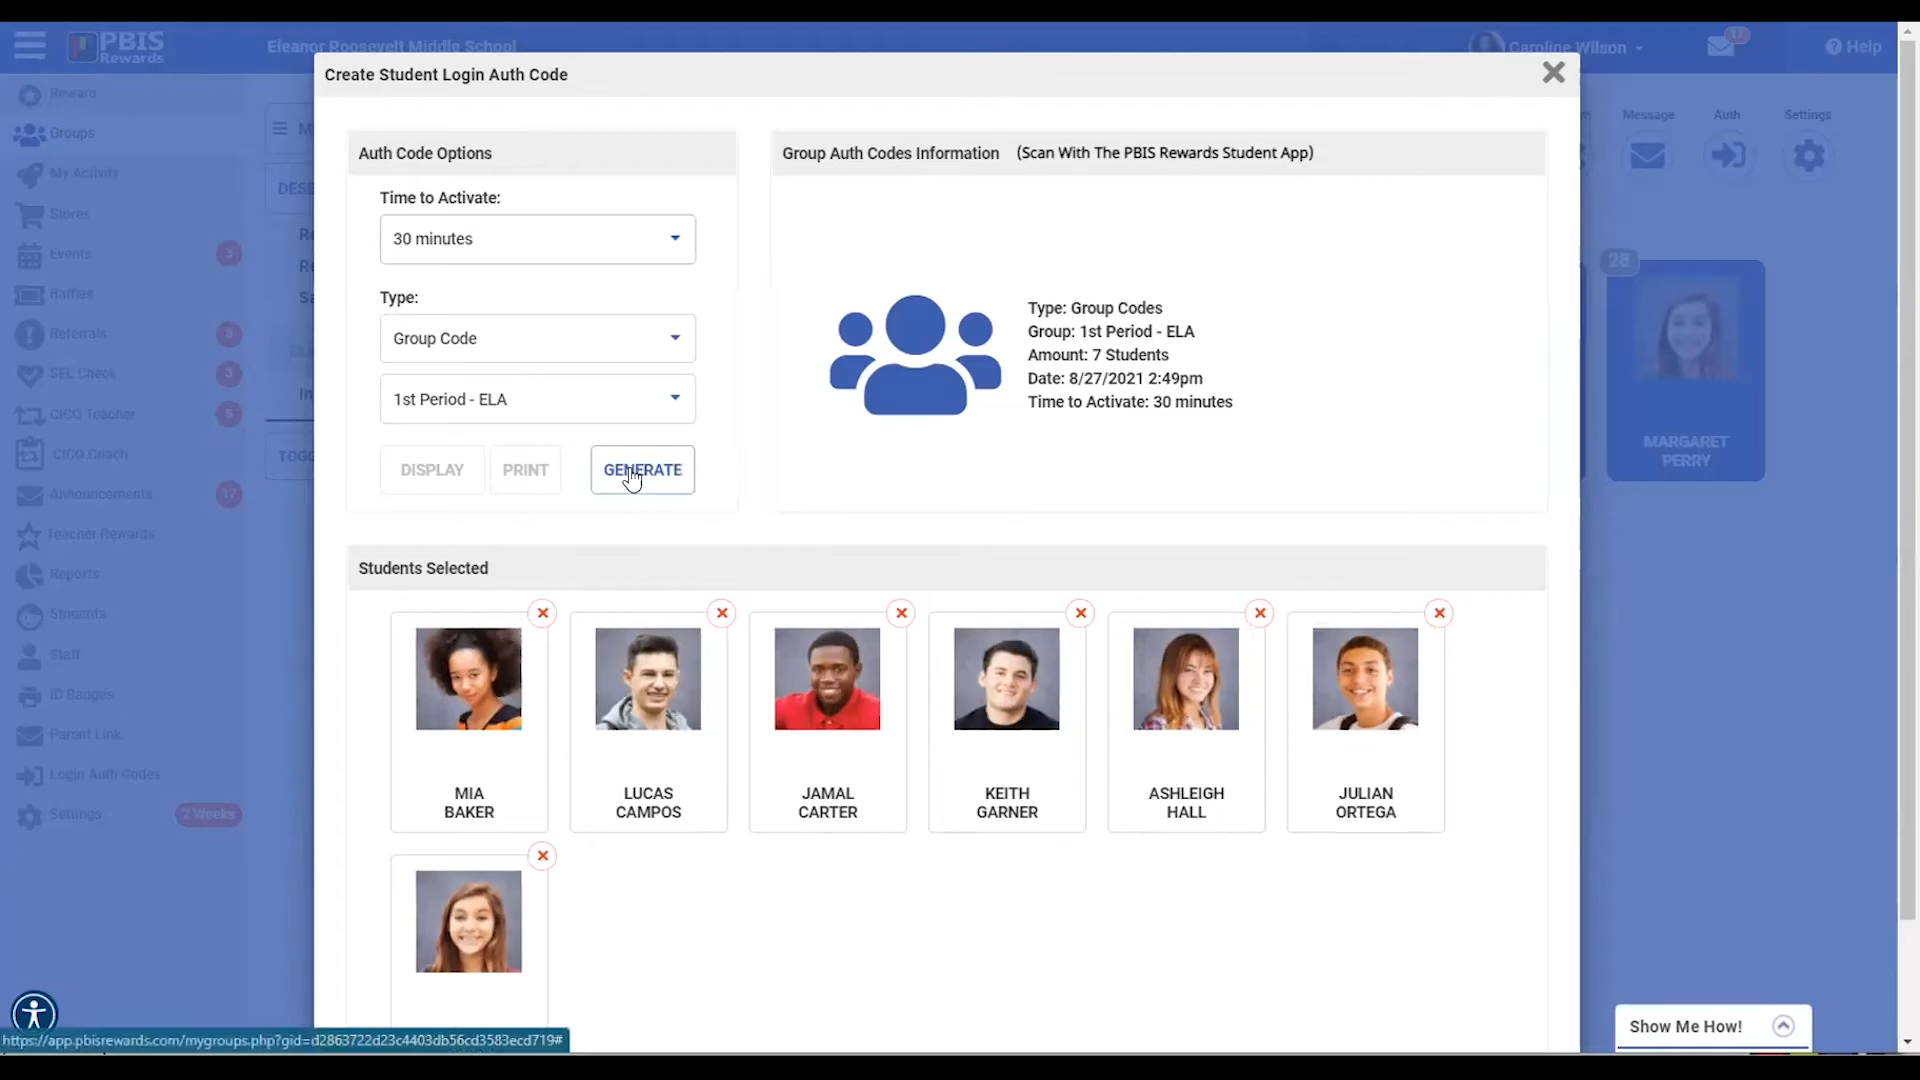 PBIS
Rewards
Eleanor Roosevelt Middle School
Caroline Wilson
17
Help
Create Student Login Auth Code
Reward
Groups
My Activity
Stores
Events
3
Raffles
Referrals
SEL Check
3
CICO Teacher
5
CICO Coach
Announcements
17
Teacher Rewards
Reports
Students
Staff
ID Badges
Parent Link
Login Auth Codes
Settings
2 Weeks
Message
Auth
Settings
Auth Code Options
Time to Activate:
30 minutes
Type:
Group Code
1st Period - ELA
DISPLAY
PRINT
GENERATE
Group Auth Codes Information (Scan With The PBIS Rewards Student App)
Type: Group Codes
Group: 1st Period - ELA
Amount: 7 Students
Date: 8/27/2021 2:49pm
Time to Activate: 30 minutes
28
MARGARET
PERRY
Students Selected
MIA
BAKER
LUCAS
CAMPOS
JAMAL
CARTER
KEITH
GARNER
ASHLEIGH
HALL
JULIAN
ORTEGA
Show Me How!
https://app.pbisrewards.com/mygroups.php?gid=d2863722d23c4403db56cd3583ecd719#